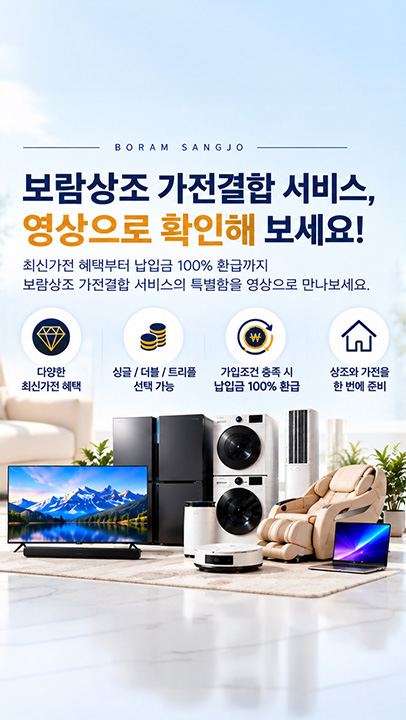 BORAM SANGJO
보람상조 가전결합 서비스,
영상으로 확인해 보세요!
최신가전 혜택부터 납입금 100% 환급까지
보람상조 가전결합 서비스의 특별함을 영상으로 만나보세요.
다양한
최신가전 혜택
싱글 / 더블 / 트리플
선택 가능
₩
가입조건 충족 시
납입금 100% 환급
상조와 가전을
한 번에 준비